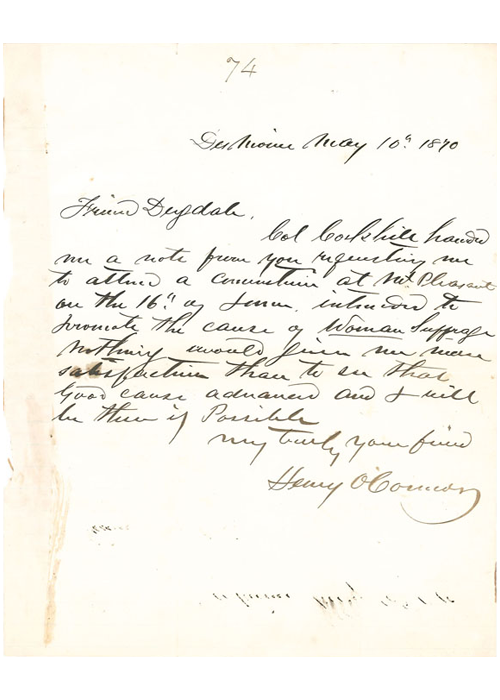 74
Des Moines May 10th 1870
Friend Dugdale,
Col Corkhill handed
me a note from you requesting me
to attend a convention at Mt Pleasant
on the 16th of June intended to
promote the cause of Woman Suffrage
Nothing would give me more
satisfaction than to see that
Good cause advanced and I will
be there if Possible
truly your friend
Henry O'Connor